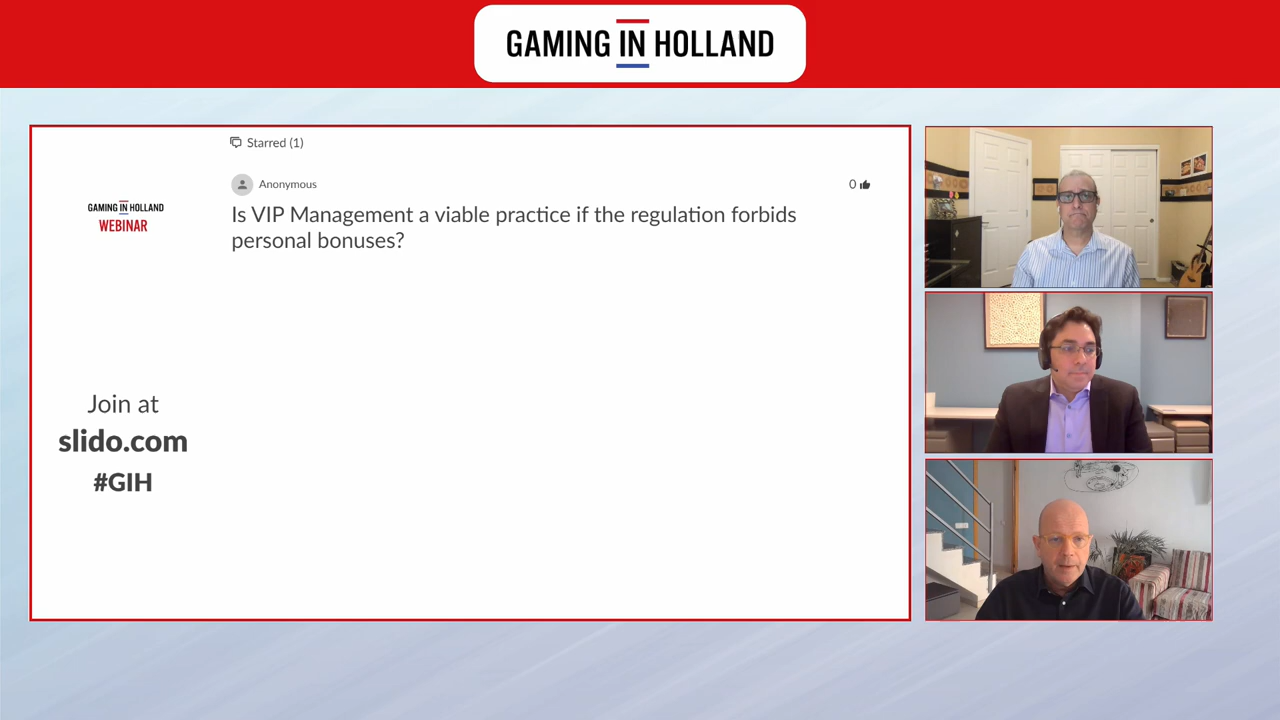 GAMING IN HOLLAND
Starred (1)
Anonymous
0
Is VIP Management a viable practice if the regulation forbids
personal bonuses?
GAMING IN HOLLAND
WEBINAR
Join at
slido.com
#GIH